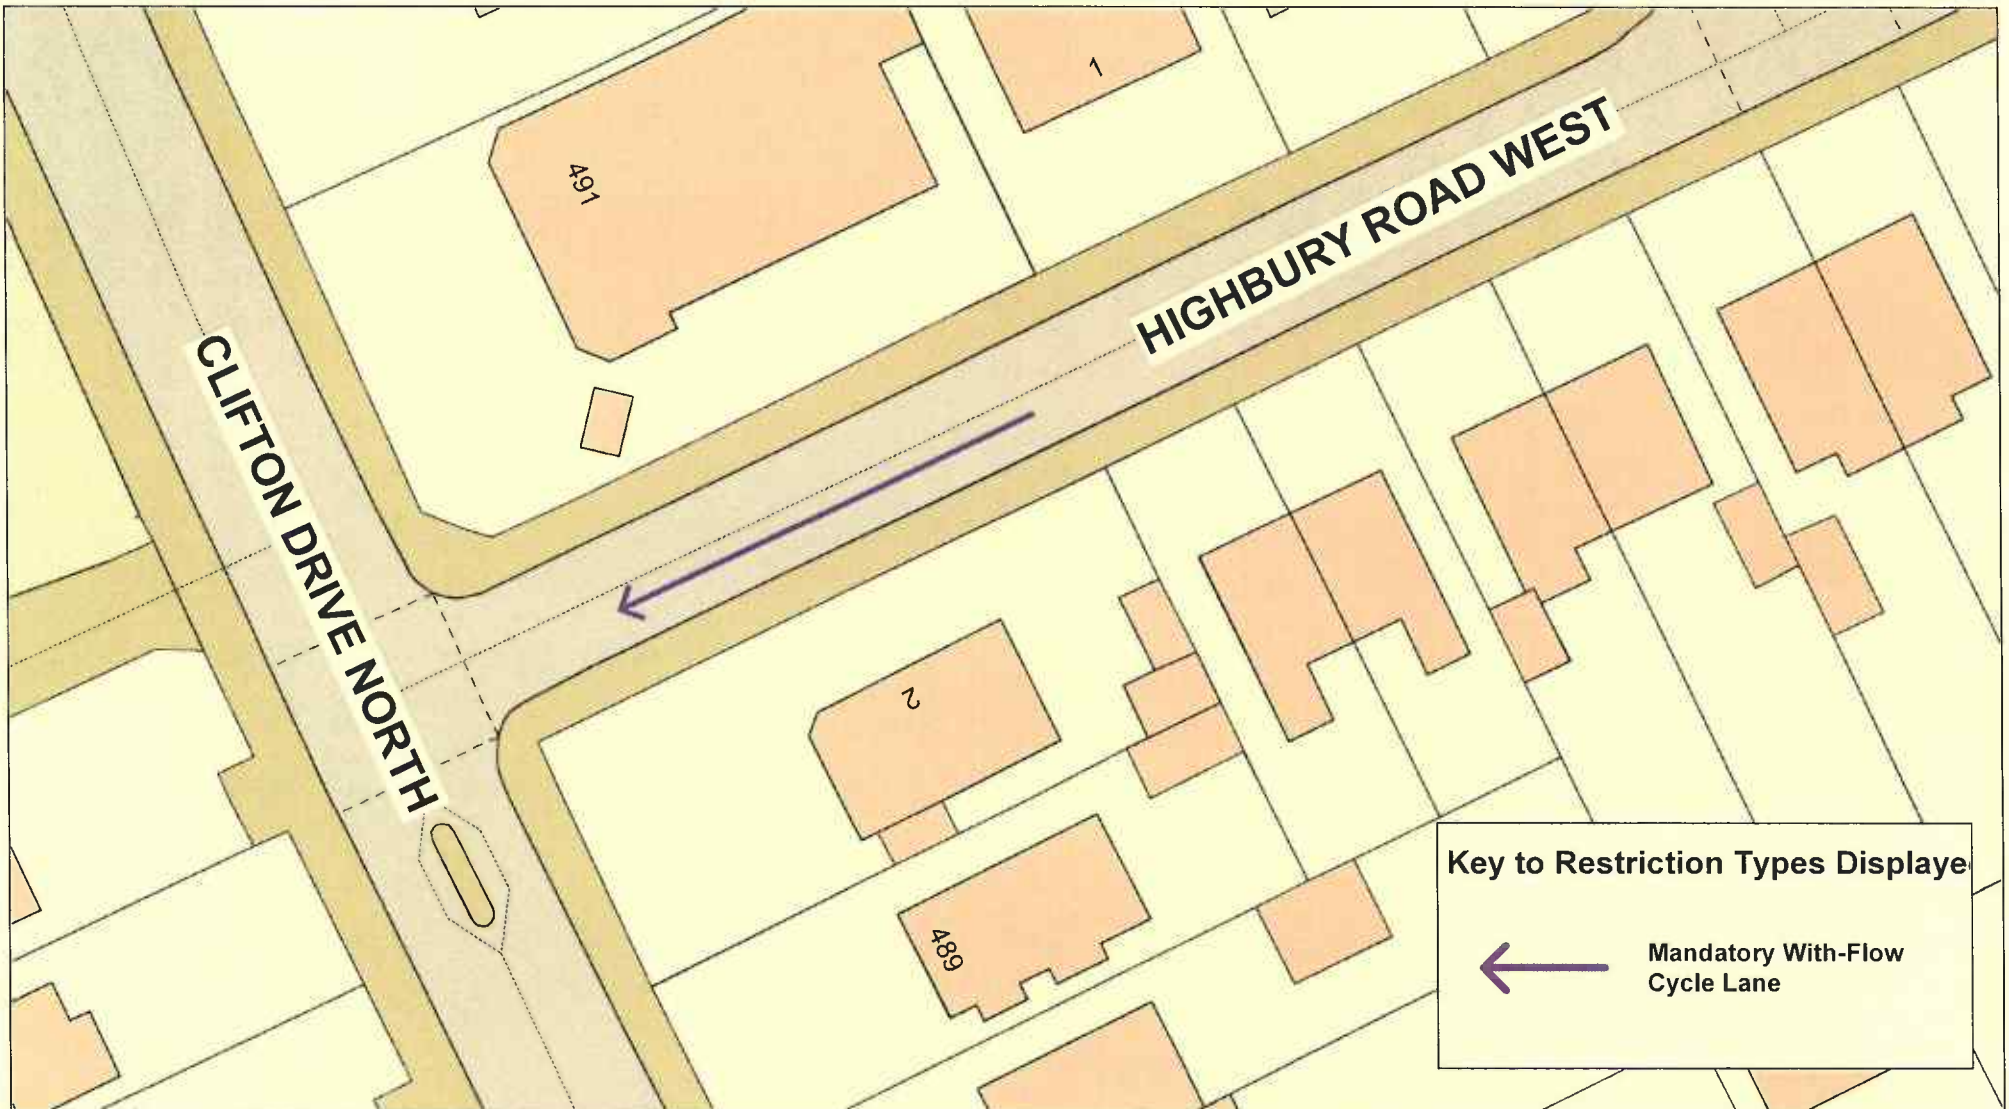 1
491
HIGHBURY ROAD WEST
CLIFTON DRIVE NORTH
2
489
Key to Restriction Types Displaye
Mandatory With-Flow
Cycle Lane